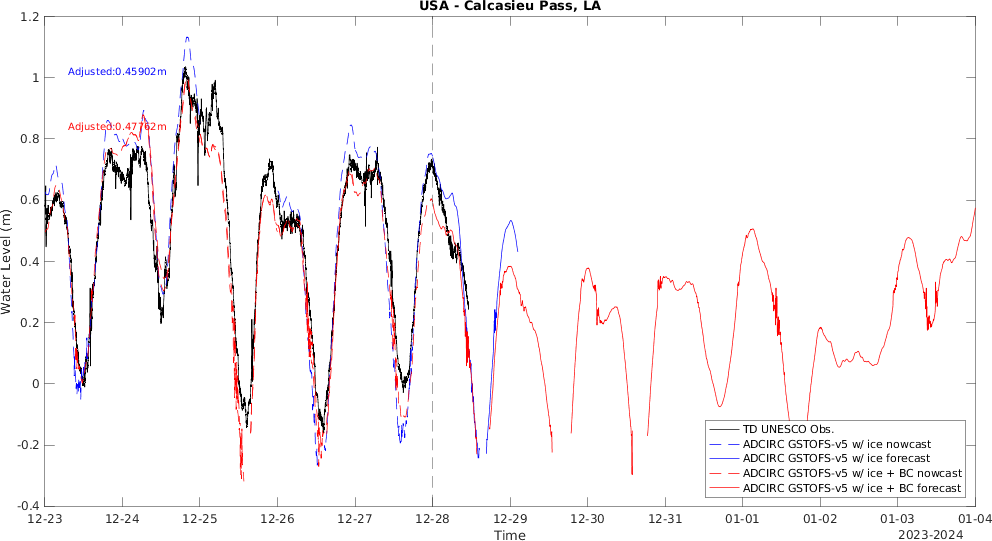 USA - Calcasieu Pass, LA
Water Level (m)
1.2
1
0.8
0.6
0.4
0.2
0
-0.2
-0.4
Adjusted:0.45902m
Adjusted:0.47762m
TD UNESCO Obs.
ADCIRC GSTOFS-v5 w/ ice nowcast
ADCIRC GSTOFS-v5 w/ ice forecast
ADCIRC GSTOFS-v5 w/ ice + BC nowcast
ADCIRC GSTOFS-v5 w/ ice + BC forecast
12-23 12-24 12-25 12-26 12-27 12-28 12-29 12-30 12-31 01-01 01-02 01-03 01-04
Time
2023-2024